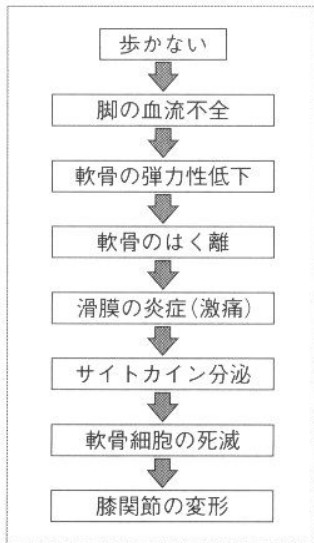 歩かない
脚の血流不全
軟骨の弾力性低下
軟骨のはく離
滑膜の炎症(激痛)
サイトカイン分泌
軟骨細胞の死滅
膝関節の変形